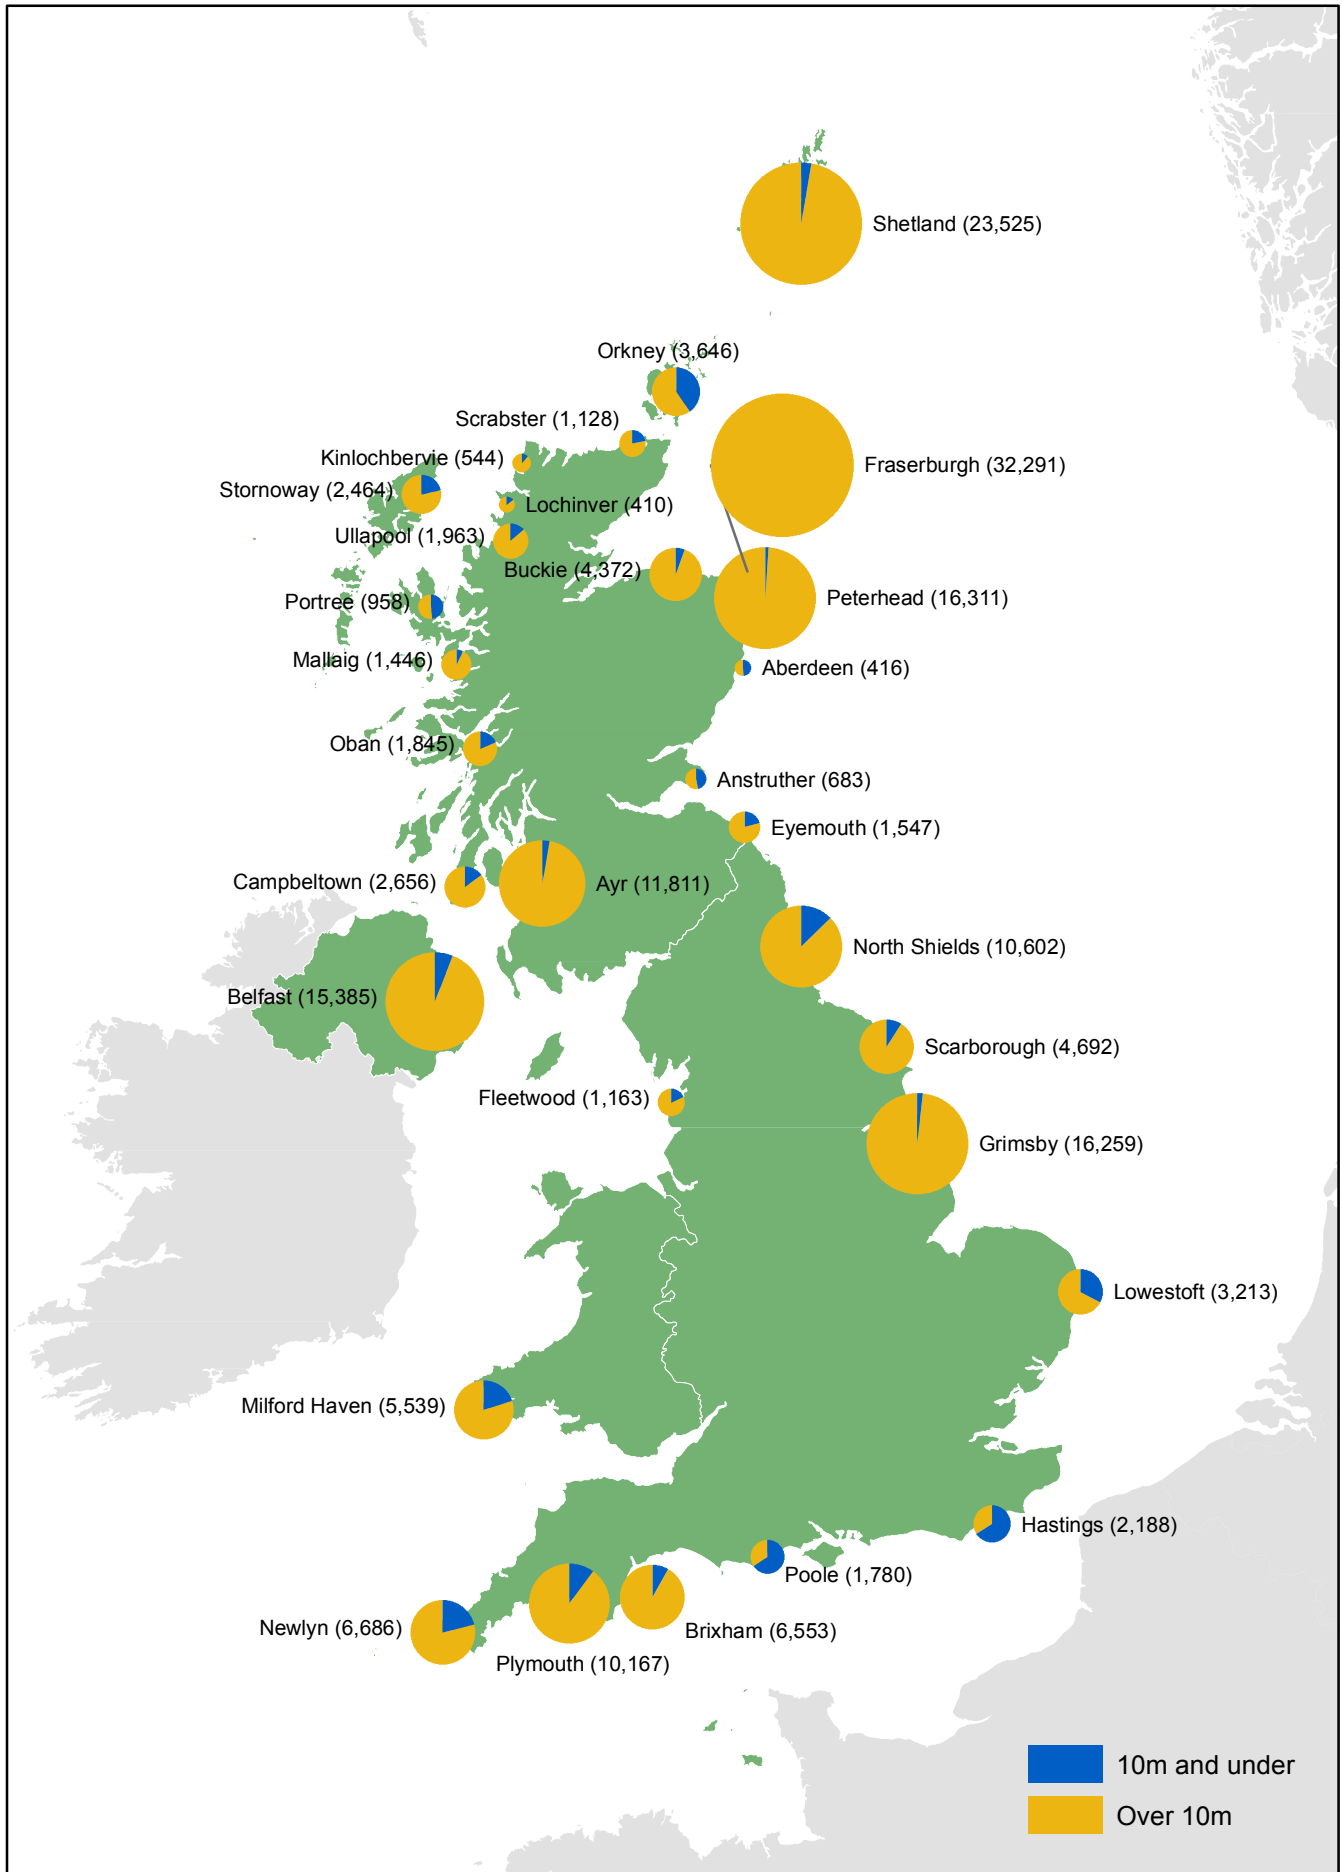 Shetland (23,525)
Orkney (3,646)
Scrabster (1,128)
Kinlochbervie (544)
Fraserburgh (32,291)
Stornoway (2,464)
Lochinver (410)
Ullapool (1,963)
Buckie (4,372)
Peterhead (16,311)
Portree (958)
Mallaig (1,446)
Aberdeen (416)
Oban (1,845)
Anstruther (683)
Eyemouth (1,547)
Campbeltown (2,656)
Ayr (11,811)
North Shields (10,602)
Belfast (15,385)
Scarborough (4,692)
Fleetwood (1,163)
Grimsby (16,259)
Lowestoft (3,213)
Milford Haven (5,539)
Hastings (2,188)
Poole (1,780)
Newlyn (6,686)
Brixham (6,553)
Plymouth (10,167)
10m and under
Over 10m